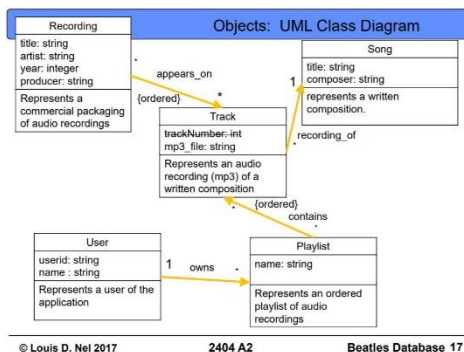 Objects: UML Class Diagram
Recording
title: string
artist: string
year: integer
producer: string
Represents a
commercial packaging
of audio recordings
*
appears_on
{ordered}
*
Song
title: string
composer: string
represents a written
composition.
1
*
recording_of
Track
trackNumber: int
mp3_file: string
Represents an audio
recording (mp3) of a
written composition
{ordered}
*
contains
*
User
userid: string
name : string
Represents a user of the
application
1
owns
*
Playlist
name: string
Represents an ordered
playlist of audio
recordings
© Louis D. Nel 2017
2404 A2
Beatles Database 17